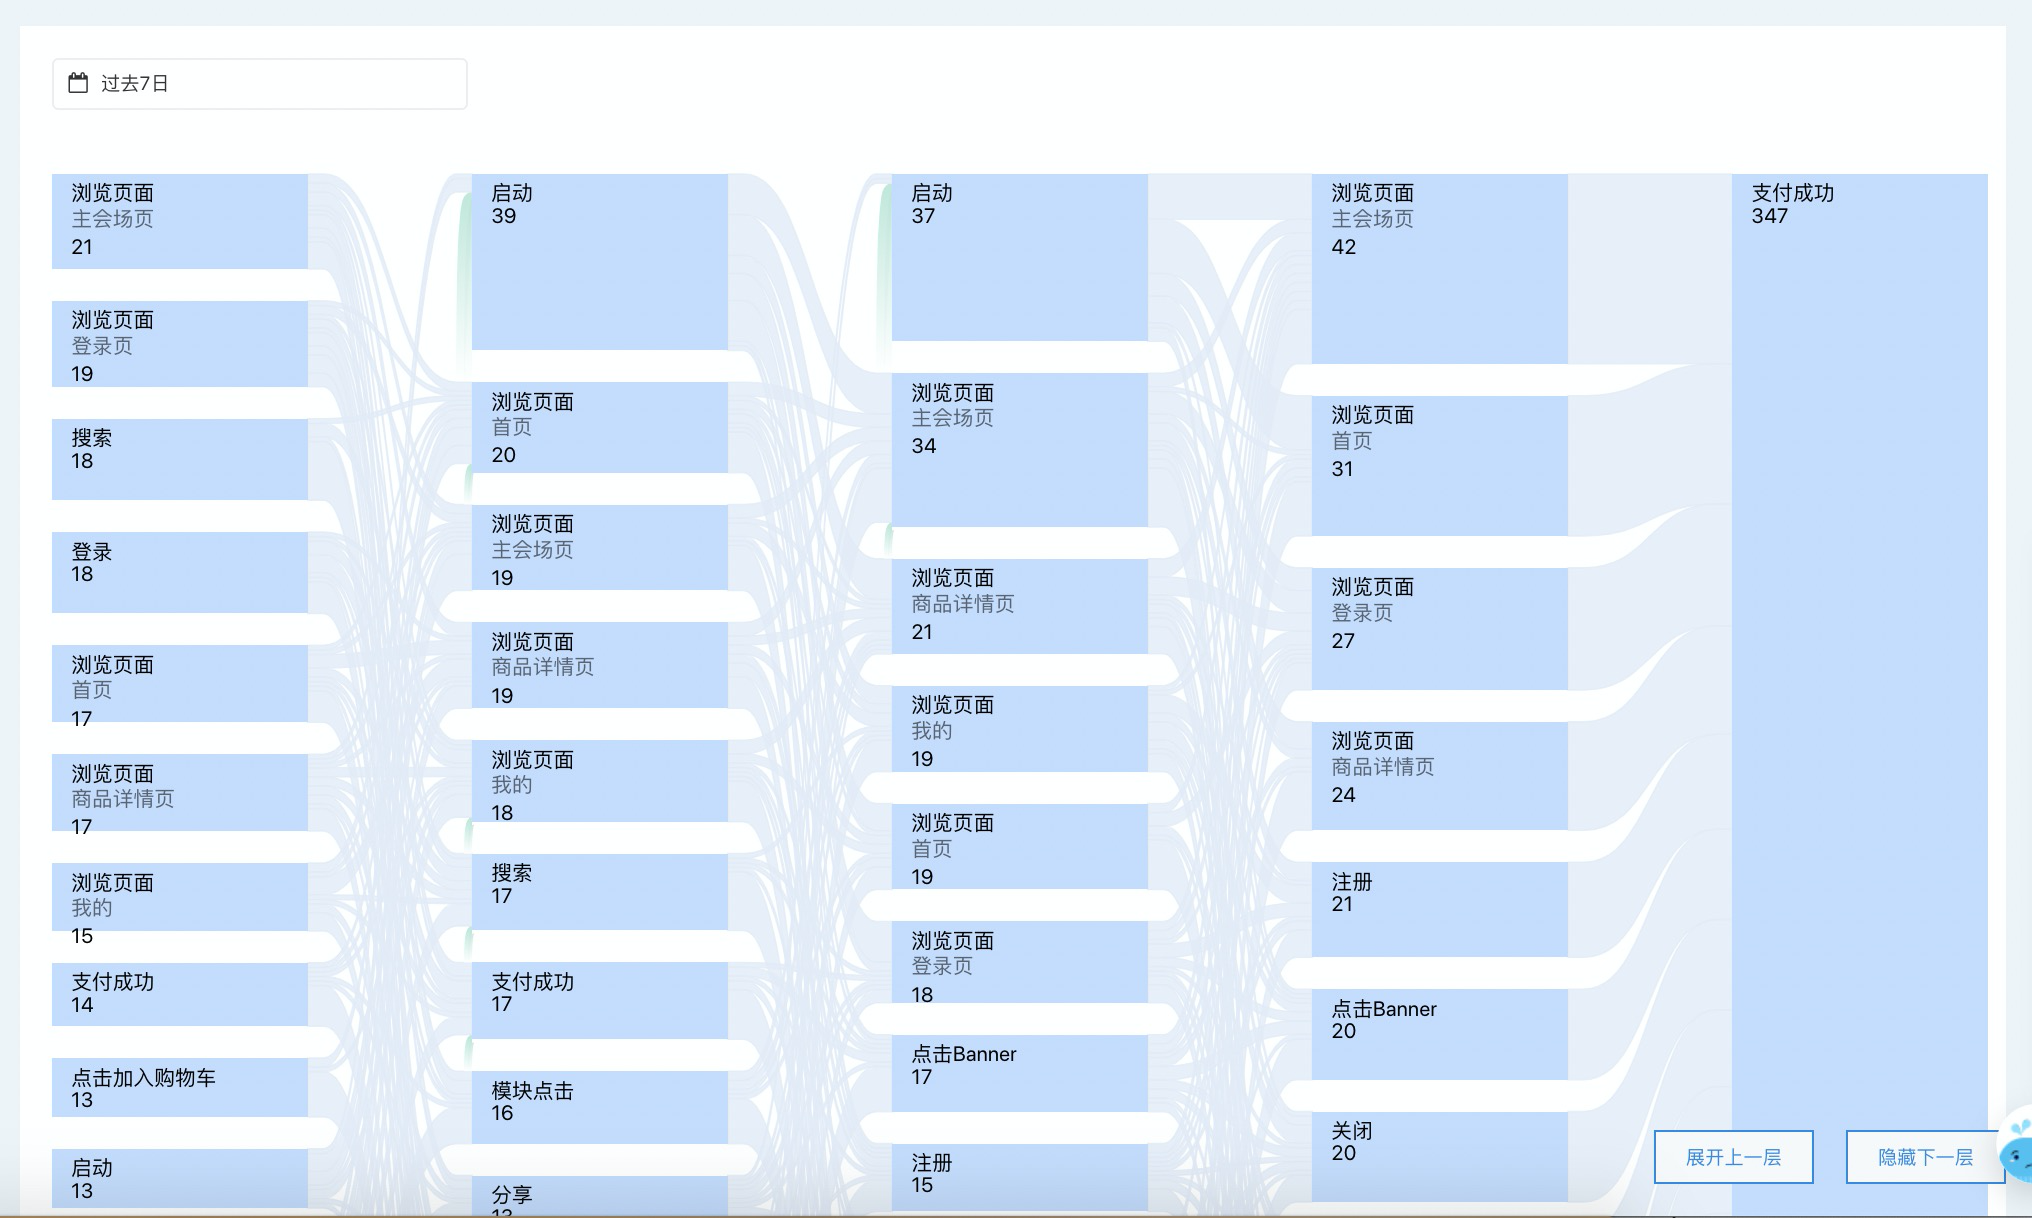 过去7日
浏览页面
主会场页
21
浏览页面
登录页
19
搜索
18
登录
18
浏览页面
首页
17
浏览页面
商品详情页
17
浏览页面
我的
15
支付成功
14
点击加入购物车
13
启动
13
启动
39
浏览页面
首页
20
浏览页面
主会场页
19
浏览页面
商品详情页
19
浏览页面
我的
18
搜索
17
支付成功
17
模块点击
16
分享
启动
37
浏览页面
主会场页
34
浏览页面
商品详情页
21
浏览页面
我的
19
浏览页面
首页
19
浏览页面
登录页
18
点击Banner
17
注册
15
浏览页面
主会场页
42
浏览页面
首页
31
浏览页面
登录页
27
浏览页面
商品详情页
24
注册
21
点击Banner
20
关闭
20
支付成功
347
展开上一层
隐藏下一层